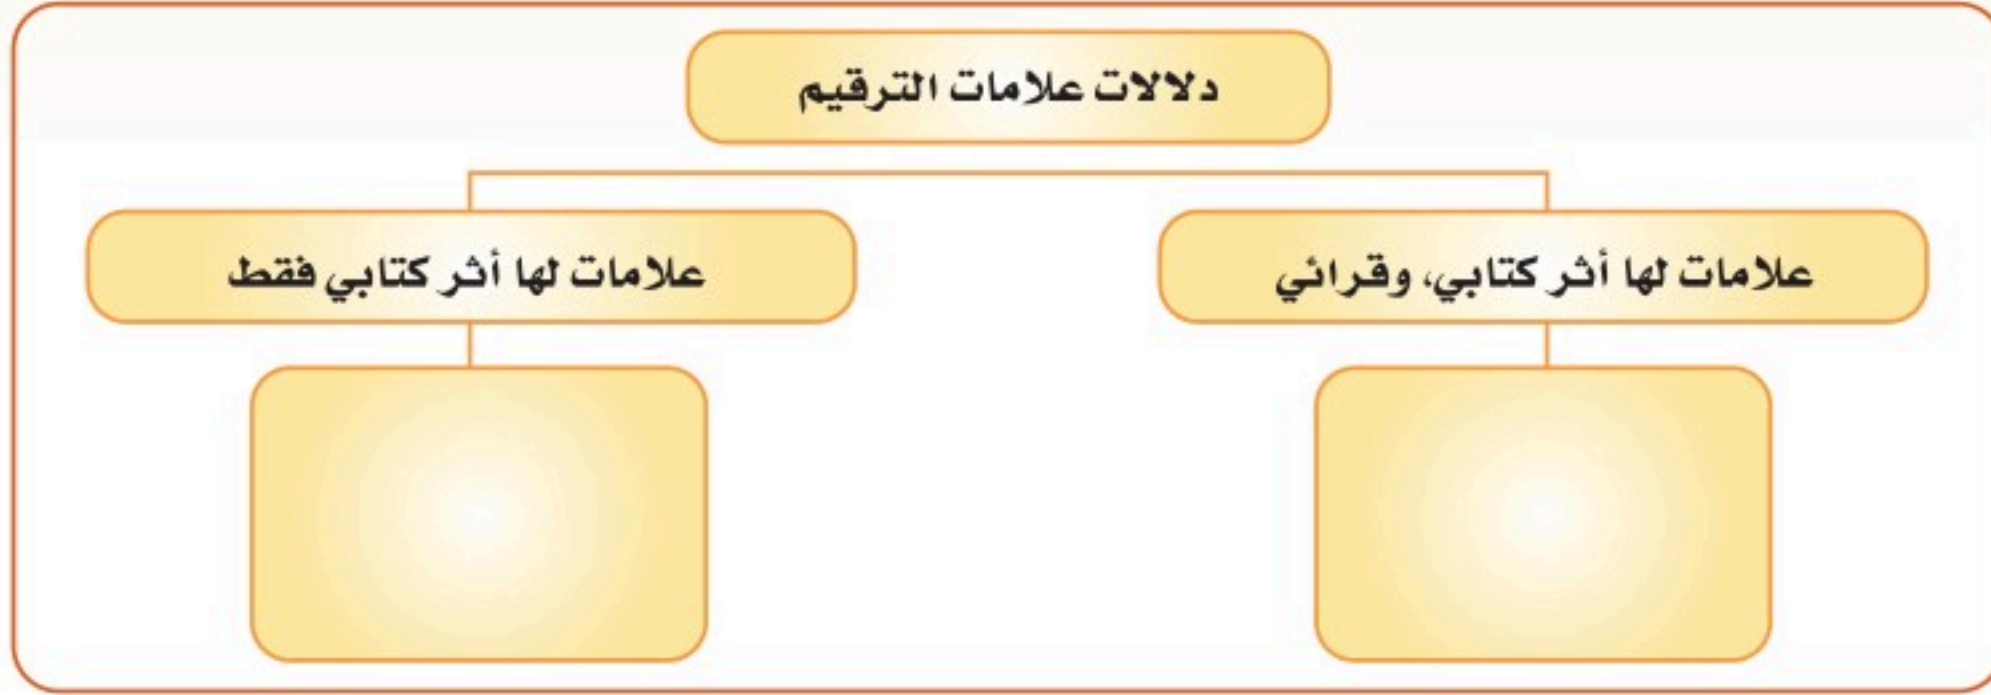 دلالات علامات الترقيم
علامات لها أثر كتابي، وقرائي
علامات لها أثر كتابي فقط